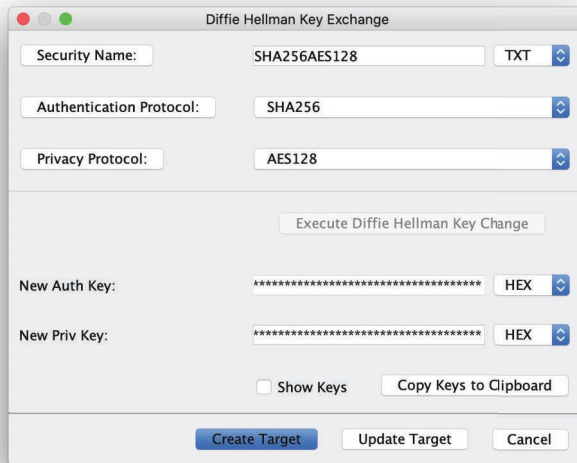 Diffie Hellman Key Exchange
Security Name: SHA256AES128 TXT
Authentication Protocol: SHA256
Privacy Protocol: AES128
Execute Diffie Hellman Key Change
New Auth Key: ************************************ HEX
New Priv Key: ************************************ HEX
Show Keys Copy Keys to Clipboard
Create Target Update Target Cancel